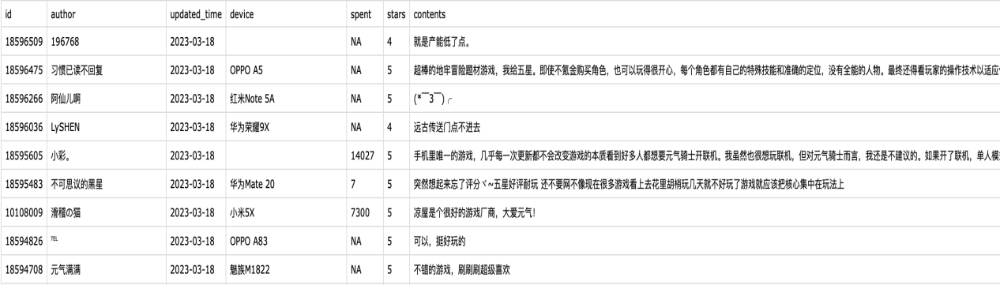 id author updated_time device spent stars contents
18596509 196768 2023-03-18 NA 4 就是产能低了点。
18596475 习惯已读不回复 2023-03-18 OPPO A5 NA 5 超棒的地牢冒险题材游戏，我给五星。即使不氪金购买角色，也可以玩得很开心，每个角色都有自己的特殊技能和准确的定位，没有全能的人物。最终还得看玩家的操作技术以适应
18596266 阿仙儿啊 2023-03-18 红米Note 5A NA 5 (*￣3￣)╭
18596036 LySHEN 2023-03-18 华为荣耀9X NA 4 远古传送门点不进去
18595605 小彩。 2023-03-18 14027 5 手机里唯一的游戏，几乎每一次更新都不会改变游戏的本质看到好多人都想要元气骑士开联机。我虽然也很想玩联机，但对元气骑士而言，我还是不建议的。如果开了联机，单人模
18595483 不可思议的黑星 2023-03-18 华为Mate 20 7 5 突然想起来忘了评分ヾ~五星好评耐玩 还不要网不像现在很多游戏看上去花里胡梢玩几天就不好玩了游戏就应该把核心集中在玩法上
10108009 滑稽の猫 2023-03-18 小米5X 7300 5 凉屋是个很好的游戏厂商，大爱元气！
18594826 ℡ 2023-03-18 OPPO A83 NA 5 可以，挺好玩的
18594708 元气满满 2023-03-18 魅族M1822 NA 5 不错的游戏，刷刷刷超级喜欢